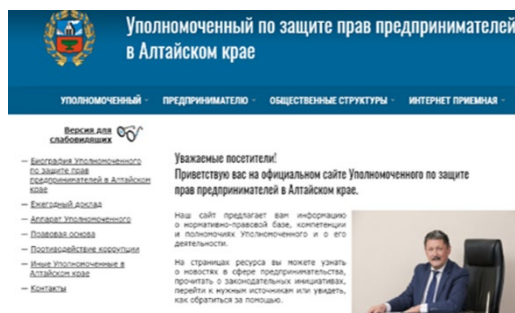 Уполномоченный по защите прав предпринимателей
в Алтайском крае
УПОЛНОМОЧЕННЫЙ
ПРЕДПРИНИМАТЕЛЮ
ОБЩЕСТВЕННЫЕ СТРУКТУРЫ
ИНТЕРНЕТ ПРИЕМНАЯ
Версия для
слабовидящих
— Биография Уполномоченного
по защите прав
предпринимателей в Алтайском
крае
— Ежегодный доклад
— Аппарат Уполномоченного
— Правовая основа
— Противодействие коррупции
— Иные Уполномоченные в
Алтайском крае
— Контакты
Уважаемые посетители!
Приветствую вас на официальном сайте Уполномоченного по защите
прав предпринимателей в Алтайском крае.
Наш сайт предлагает вам информацию
о нормативно-правовой базе, компетенции
и полномочиях Уполномоченного и о его
деятельности.
На страницах ресурса вы можете узнать
о новостях в сфере предпринимательства,
прочитать о законодательных инициативах,
перейти к нужным источникам или увидеть,
как обратиться за помощью.